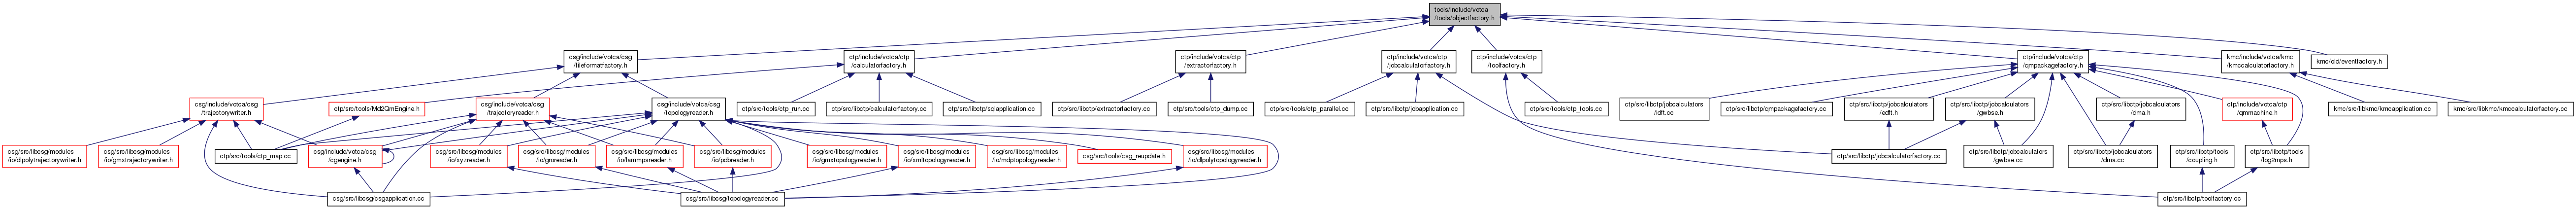 tools/include/votca
/tools/objectfactory.h
csg/include/votca/csg
/fileformatfactory.h
ctp/include/votca/ctp
/calculatorfactory.h
ctp/include/votca/ctp
/extractorfactory.h
ctp/include/votca/ctp
/jobcalculatorfactory.h
ctp/include/votca/ctp
/toolfactory.h
ctp/include/votca/ctp
/qmpackagefactory.h
kmc/include/votca/kmc
/kmccalculatorfactory.h
kmc/old/eventfactory.h
csg/include/votca/csg
/trajectorywriter.h
ctp/src/tools/Md2QmEngine.h
csg/include/votca/csg
/trajectoryreader.h
csg/include/votca/csg
/topologyreader.h
ctp/src/tools/ctp_run.cc
ctp/src/libctp/calculatorfactory.cc
ctp/src/libctp/sqlapplication.cc
ctp/src/libctp/extractorfactory.cc
ctp/src/tools/ctp_dump.cc
ctp/src/tools/ctp_parallel.cc
ctp/src/libctp/jobapplication.cc
ctp/src/tools/ctp_tools.cc
ctp/src/libctp/jobcalculators
/idft.cc
ctp/src/libctp/qmpackagefactory.cc
ctp/src/libctp/jobcalculators
/edft.h
ctp/src/libctp/jobcalculators
/gwbse.h
ctp/src/libctp/jobcalculators
/dma.h
ctp/include/votca/ctp
/qmmachine.h
kmc/src/libkmc/kmcapplication.cc
kmc/src/libkmc/kmccalculatorfactory.cc
csg/src/libcsg/modules
/io/dlpolytrajectorywriter.h
csg/src/libcsg/modules
/io/gmxtrajectorywriter.h
ctp/src/tools/ctp_map.cc
csg/include/votca/csg
/cgengine.h
csg/src/libcsg/modules
/io/xyzreader.h
csg/src/libcsg/modules
/io/groreader.h
csg/src/libcsg/modules
/io/lammpsreader.h
csg/src/libcsg/modules
/io/pdbreader.h
csg/src/libcsg/modules
/io/gmxtopologyreader.h
csg/src/libcsg/modules
/io/xmltopologyreader.h
csg/src/libcsg/modules
/io/mdptopologyreader.h
csg/src/tools/csg_reupdate.h
csg/src/libcsg/modules
/io/dlpolytopologyreader.h
ctp/src/libctp/jobcalculatorfactory.cc
ctp/src/libctp/jobcalculators
/gwbse.cc
ctp/src/libctp/jobcalculators
/dma.cc
ctp/src/libctp/tools
/coupling.h
ctp/src/libctp/tools
/log2mps.h
csg/src/libcsg/csgapplication.cc
csg/src/libcsg/topologyreader.cc
ctp/src/libctp/toolfactory.cc